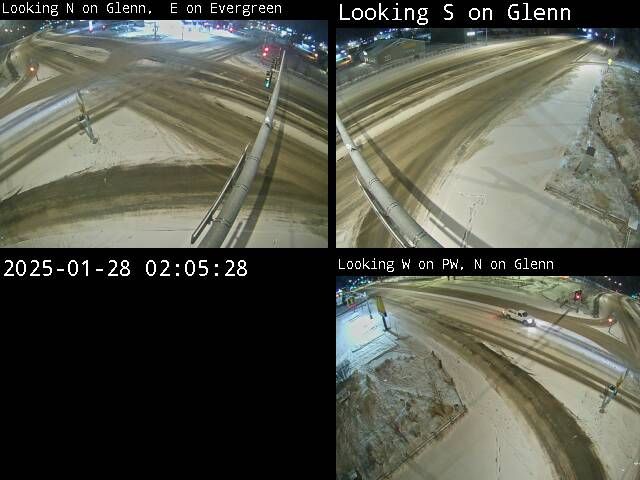 Looking N on Glenn,  E on Evergreen
Looking S on Glenn
2025-01-28 02:05:28
Looking W on PW, N on Glenn